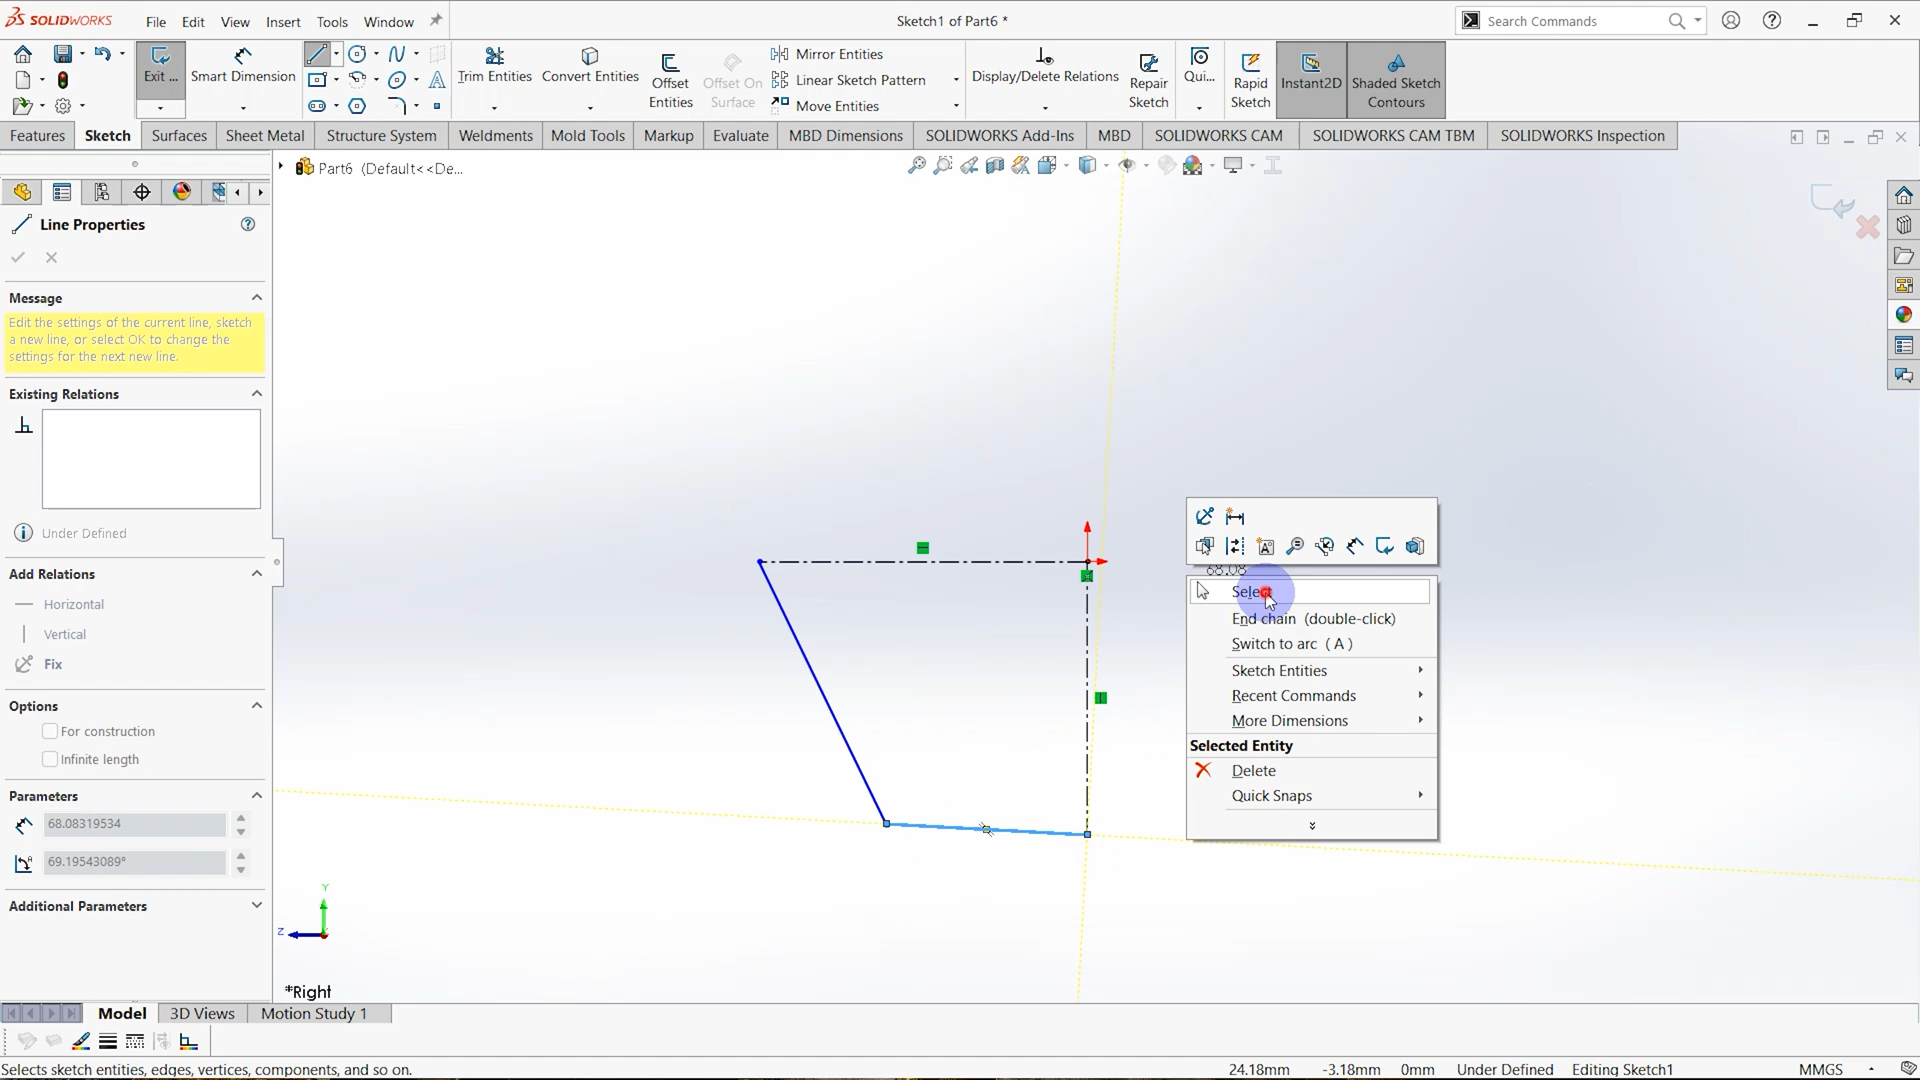 SOLIDWORKS File Edit View Insert Tools Window Sketch1 of Part6 * Search Commands
Exit ... Smart Dimension Trim Entities Convert Entities Offset Entities Offset On Surface Mirror Entities Linear Sketch Pattern Move Entities Display/Delete Relations Repair Sketch Qui... Rapid Sketch Instant2D Shaded Sketch Contours
Features Sketch Surfaces Sheet Metal Structure System Weldments Mold Tools Markup Evaluate MBD Dimensions SOLIDWORKS Add-Ins MBD SOLIDWORKS CAM SOLIDWORKS CAM TBM SOLIDWORKS Inspection
Part6 (Default<<De...
Line Properties
Message
Edit the settings of the current line, sketch
a new line, or select OK to change the
settings for the next new line.
Existing Relations
Under Defined
Add Relations
Horizontal
Vertical
Fix
Options
For construction
Infinite length
Parameters
68.08319534
69.19543089°
Additional Parameters
68.08
Select
End chain (double-click)
Switch to arc (A)
Sketch Entities
Recent Commands
More Dimensions
Selected Entity
Delete
Quick Snaps
Y
Z
*Right
Model 3D Views Motion Study 1
Selects sketch entities, edges, vertices, components, and so on. 24.18mm -3.18mm 0mm Under Defined Editing Sketch1 MMGS